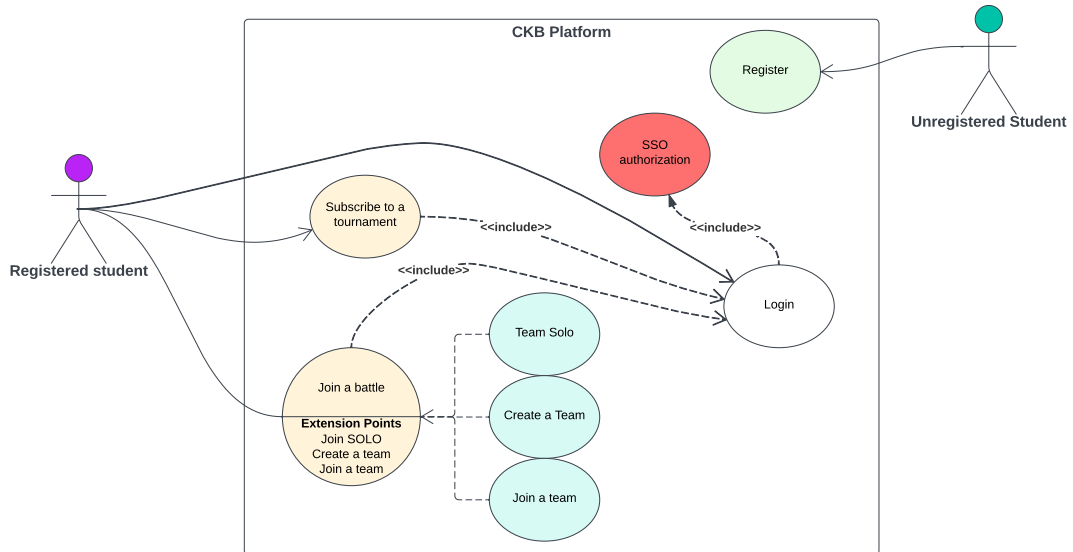 CKB Platform
Register
Unregistered Student
SSO
authorization
Subscribe to a
tournament
<<include>>
<<include>>
Registered student
<<include>>
Login
Team Solo
Join a battle
Extension Points
Join SOLO
Create a team
Join a team
Create a Team
Join a team